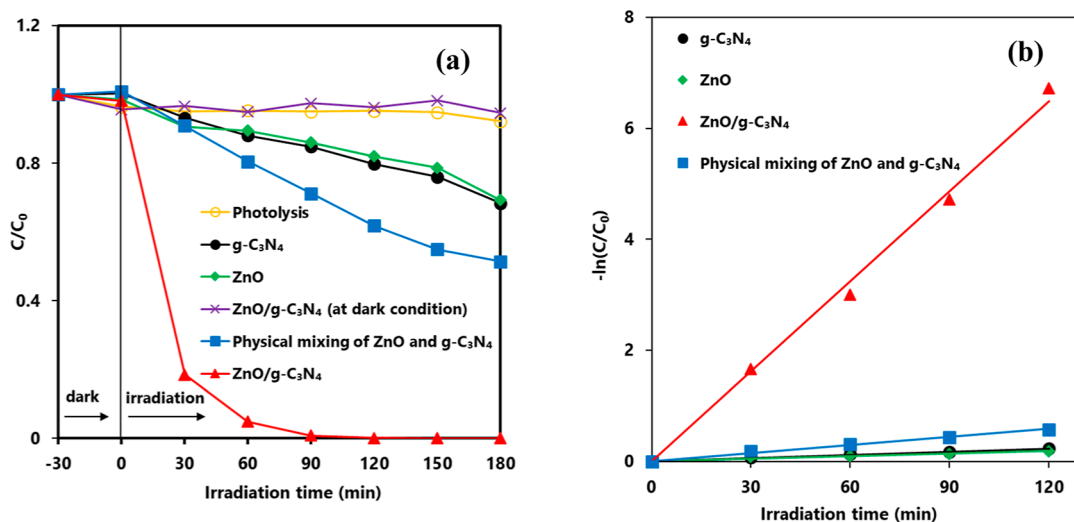 (a)
1.2
0.8
0.4
0
C/C₀
Photolysis
g-C₃N₄
ZnO
ZnO/g-C₃N₄ (at dark condition)
Physical mixing of ZnO and g-C₃N₄
ZnO/g-C₃N₄
dark
irradiation
-30 0 30 60 90 120 150 180
Irradiation time (min)
(b)
8
6
4
2
0
-ln(C/C₀)
g-C₃N₄
ZnO
ZnO/g-C₃N₄
Physical mixing of ZnO and g-C₃N₄
0 30 60 90 120
Irradiation time (min)